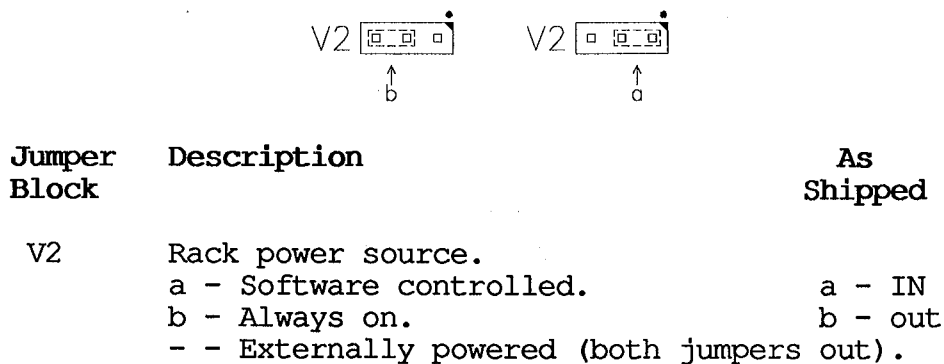 V2 V2
b a
Jumper Description As
Block Shipped
V2 Rack power source.
a - Software controlled. a - IN
b - Always on. b - out
- - Externally powered (both jumpers out).